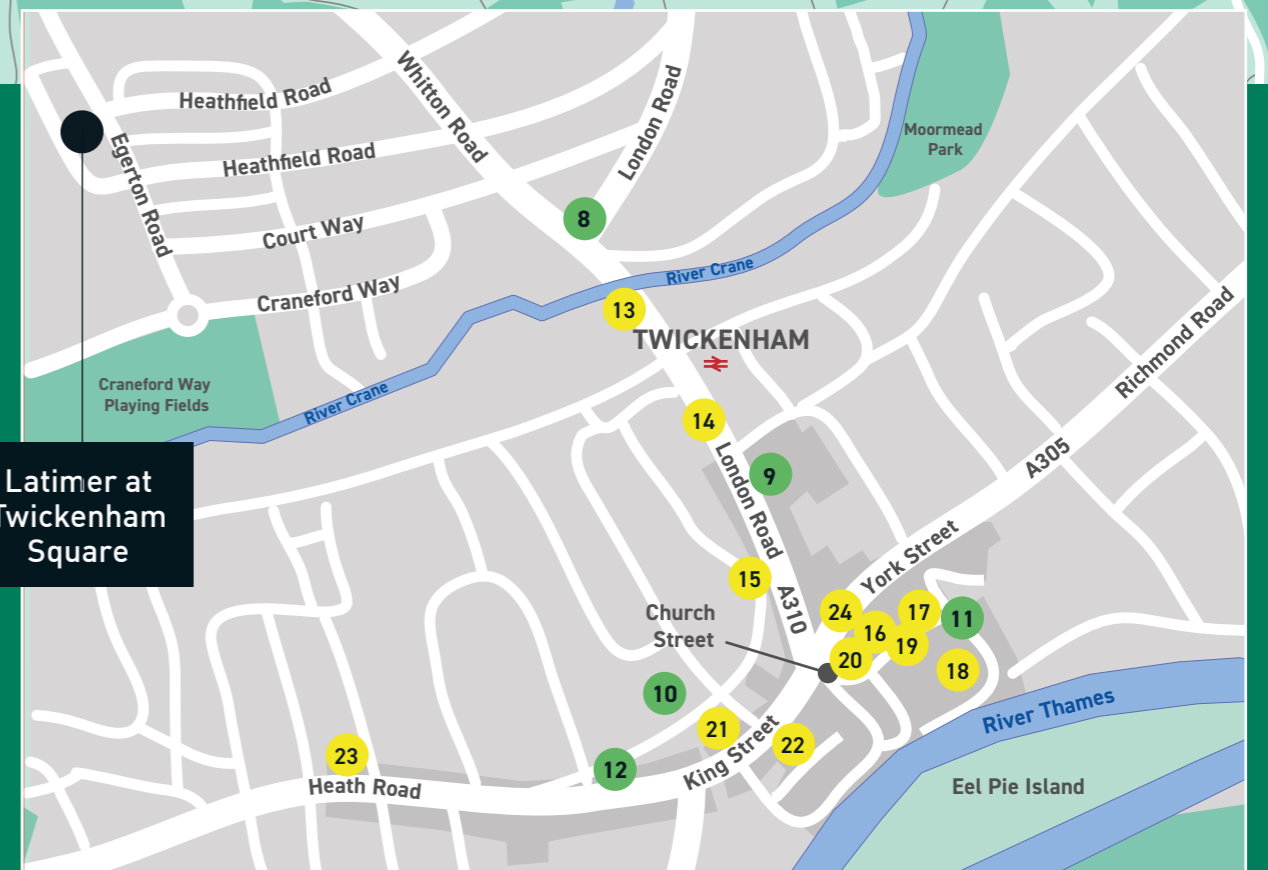 Heathfield Road
Whitton Road
London Road
Moormead
Park
Egerton Road
Heathfield Road
8
Court Way
River Crane
Craneford Way
13
TWICKENHAM
Richmond Road
Craneford Way
Playing Fields
River Crane
14
London Road
9
A305
Latimer at
Twickenham
Square
York Street
15
A310
Church
Street
24
17
11
16
19
20
18
10
21
King Street
22
River Thames
23
12
Heath Road
Eel Pie Island